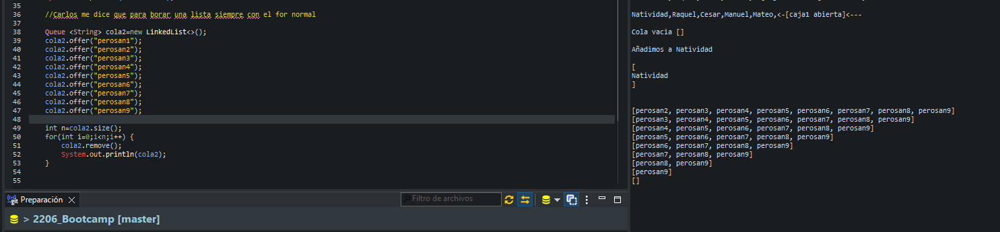 35
36 //Carlos me dice que para borar una lista siempre con el for normal
37
38 Queue <String> cola2=new LinkedList<>();
39 cola2.offer("perosan1");
40 cola2.offer("perosan2");
41 cola2.offer("perosan3");
42 cola2.offer("perosan4");
43 cola2.offer("perosan5");
44 cola2.offer("perosan6");
45 cola2.offer("perosan7");
46 cola2.offer("perosan8");
47 cola2.offer("perosan9");
48
49 int n=cola2.size();
50 for(int i=0;i<n;i++) {
51 cola2.remove();
52 System.out.println(cola2);
53 }
54
55
Preparación
Filtro de archivos
> 2206_Bootcamp [master]
Natividad,Raquel,Cesar,Manuel,Mateo,<-[caja1 abierta]<---
Cola vacia []
Añadimos a Natividad
[
Natividad
]
[perosan2, perosan3, perosan4, perosan5, perosan6, perosan7, perosan8, perosan9]
[perosan3, perosan4, perosan5, perosan6, perosan7, perosan8, perosan9]
[perosan4, perosan5, perosan6, perosan7, perosan8, perosan9]
[perosan5, perosan6, perosan7, perosan8, perosan9]
[perosan6, perosan7, perosan8, perosan9]
[perosan7, perosan8, perosan9]
[perosan8, perosan9]
[perosan9]
[]